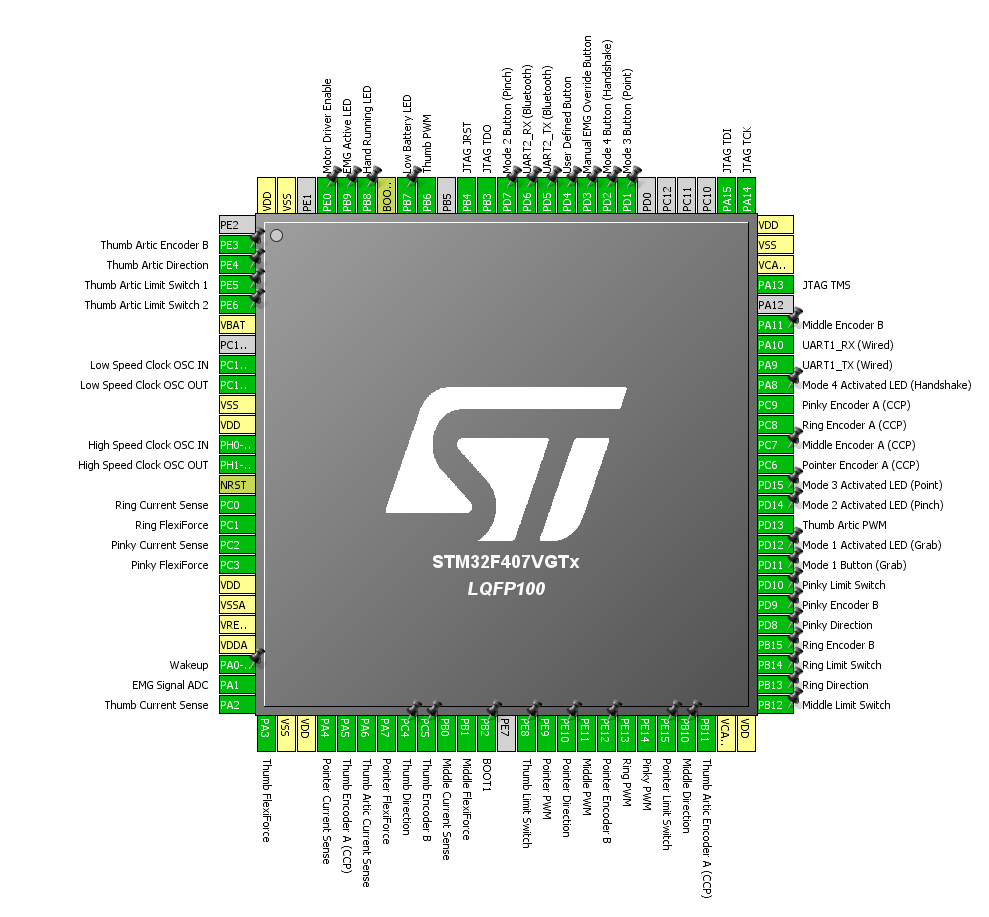 Motor Driver Enable
EMG Active LED
Hand Running LED
Low Battery LED
Thumb PWM
JTAG JRST
JTAG TDO
Mode 2 Button (Pinch)
UART2_RX (Bluetooth)
UART2_TX (Bluetooth)
User Defined Button
Manual EMG Override Button
Mode 4 Button (Handshake)
Mode 3 Button (Point)
JTAG TDI
JTAG TCK
VDD
VSS
PE1
PE0
PB9
PB8
BOO..
PB7
PB6
PB5
PB4
PB3
PD7
PD6
PD5
PD4
PD3
PD2
PD1
PD0
PC12
PC11
PC10
PA15
PA14
PE2
Thumb Artic Encoder B PE3
Thumb Artic Direction PE4
Thumb Artic Limit Switch 1 PE5
Thumb Artic Limit Switch 2 PE6
VBAT
PC1..
Low Speed Clock OSC IN PC1..
Low Speed Clock OSC OUT PC1..
VSS
VDD
High Speed Clock OSC IN PH0-..
High Speed Clock OSC OUT PH1-..
NRST
Ring Current Sense PC0
Ring FlexiForce PC1
Pinky Current Sense PC2
Pinky FlexiForce PC3
VDD
VSSA
VRE..
VDDA
Wakeup PA0-..
EMG Signal ADC PA1
Thumb Current Sense PA2
ST
STM32F407VGTx
LQFP100
VDD
VSS
VCA..
PA13 JTAG TMS
PA12
PA11 Middle Encoder B
PA10 UART1_RX (Wired)
PA9 UART1_TX (Wired)
PA8 Mode 4 Activated LED (Handshake)
PC9 Pinky Encoder A (CCP)
PC8 Ring Encoder A (CCP)
PC7 Middle Encoder A (CCP)
PC6 Pointer Encoder A (CCP)
PD15 Mode 3 Activated LED (Point)
PD14 Mode 2 Activated LED (Pinch)
PD13 Thumb Artic PWM
PD12 Mode 1 Activated LED (Grab)
PD11 Mode 1 Button (Grab)
PD10 Pinky Limit Switch
PD9 Pinky Encoder B
PD8 Pinky Direction
PB15 Ring Encoder B
PB14 Ring Limit Switch
PB13 Ring Direction
PB12 Middle Limit Switch
PA3
VSS
VDD
PA4
PA5
PA6
PA7
PC4
PC5
PB0
PB1
PB2
PE7
PE8
PE9
PE10
PE11
PE12
PE13
PE14
PE15
PB10
PB11
VCA..
VDD
Thumb FlexiForce
Pointer Current Sense
Thumb Encoder A (CCP)
Thumb Artic Current Sense
Pointer FlexiForce
Thumb Direction
Thumb Encoder B
Middle Current Sense
Middle FlexiForce
BOOT1
Thumb Limit Switch
Pointer PWM
Pointer Direction
Middle PWM
Pointer Encoder B
Ring PWM
Pinky PWM
Pointer Limit Switch
Middle Direction
Thumb Artic Encoder A (CCP)